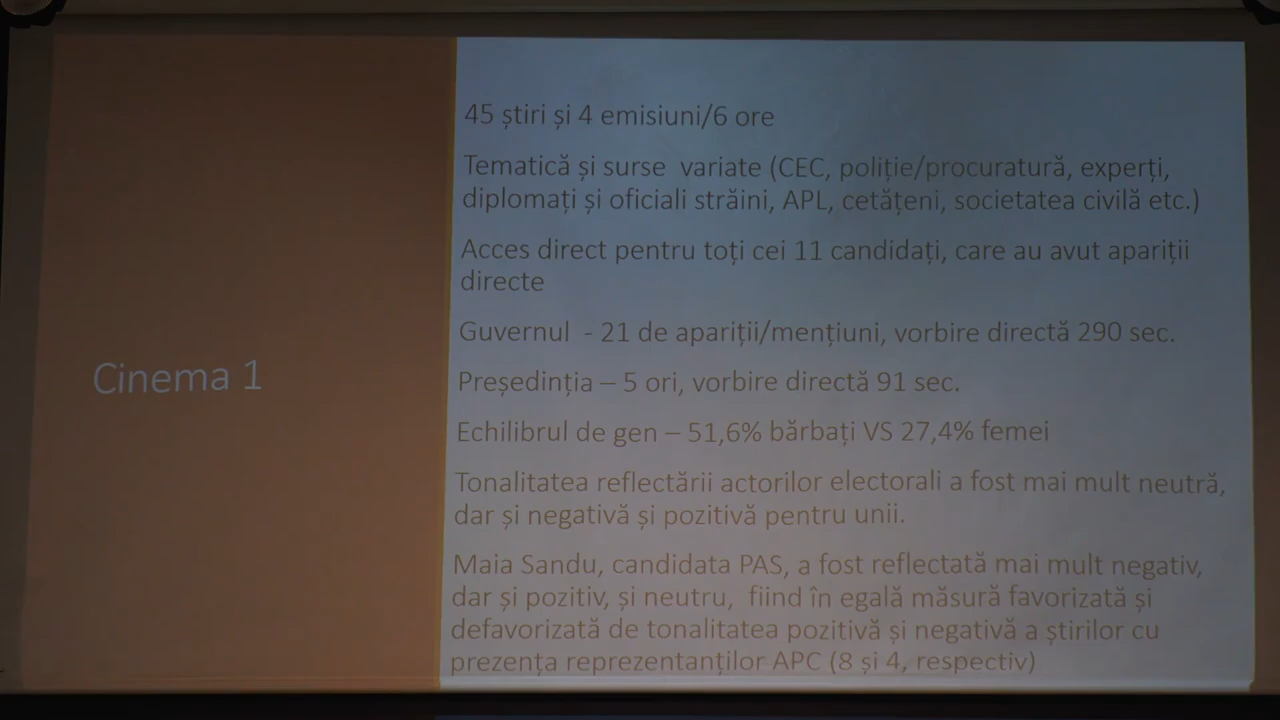 Cinema 1
45 știri și 4 emisiuni/6 ore
Tematică și surse variate (CEC, poliție/procuratură, experți,
diplomați și oficiali străini, APL, cetățeni, societatea civilă etc.)
Acces direct pentru toți cei 11 candidați, care au avut apariții
directe
Guvernul - 21 de apariții/mențiuni, vorbire directă 290 sec.
Președinția – 5 ori, vorbire directă 91 sec.
Echilibrul de gen – 51,6% bărbați VS 27,4% femei
Tonalitatea reflectării actorilor electorali a fost mai mult neutră,
dar și negativă și pozitivă pentru unii.
Maia Sandu, candidata PAS, a fost reflectată mai mult negativ,
dar și pozitiv, și neutru, fiind în egală măsură favorizată și
defavorizată de tonalitatea pozitivă și negativă a știrilor cu
prezența reprezentanților APC (8 și 4, respectiv)